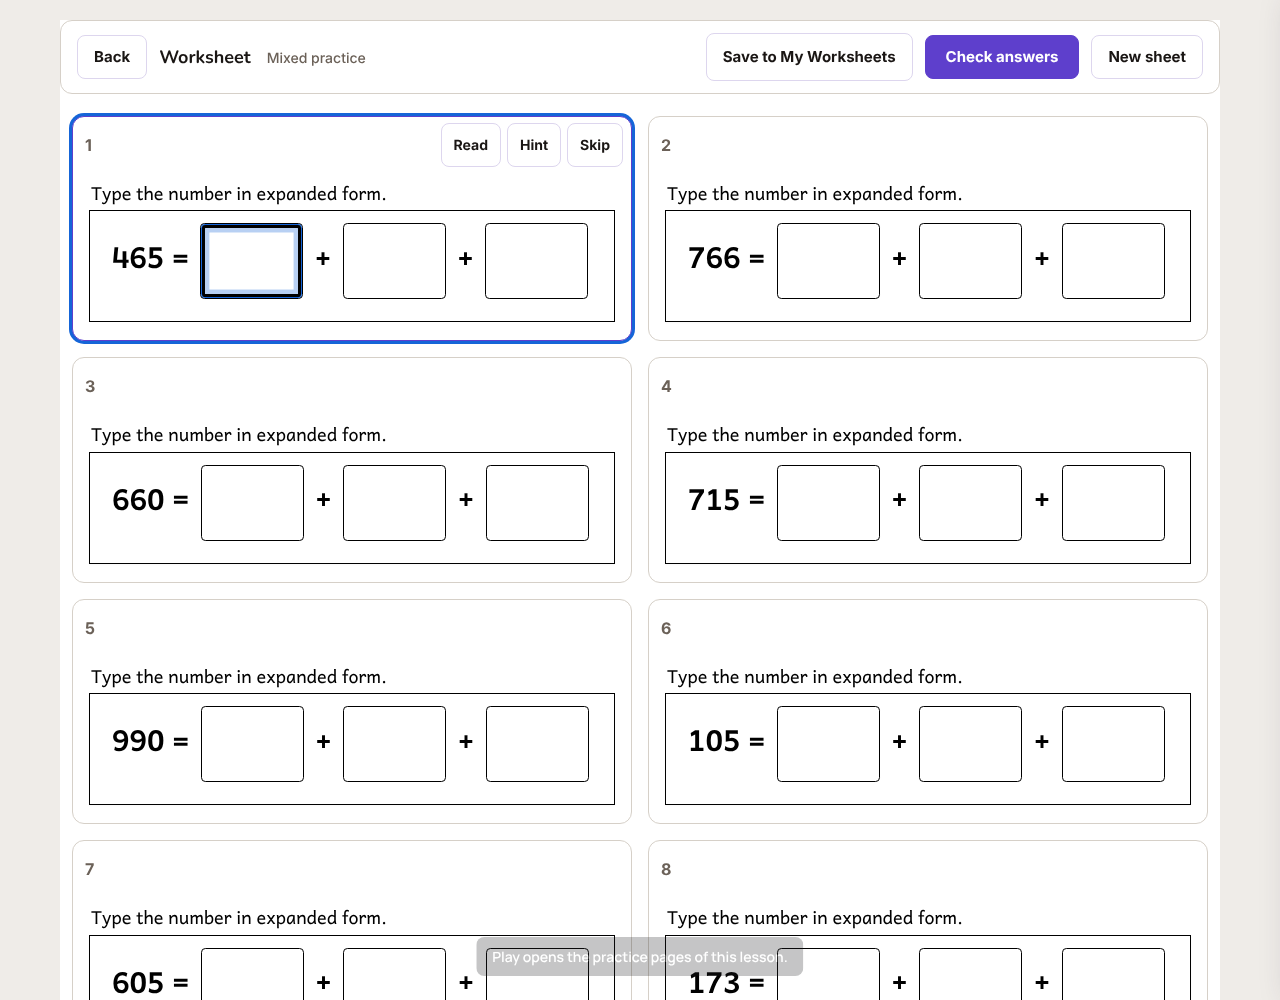 Back Worksheet Mixed practice Save to My Worksheets Check answers New sheet
1 Read Hint Skip
Type the number in expanded form.
465 = + +
2
Type the number in expanded form.
766 = + +
3
Type the number in expanded form.
660 = + +
4
Type the number in expanded form.
715 = + +
5
Type the number in expanded form.
990 = + +
6
Type the number in expanded form.
105 = + +
7
Type the number in expanded form.
605 = + +
8
Type the number in expanded form.
173 = + +
Play opens the practice pages of this lesson.